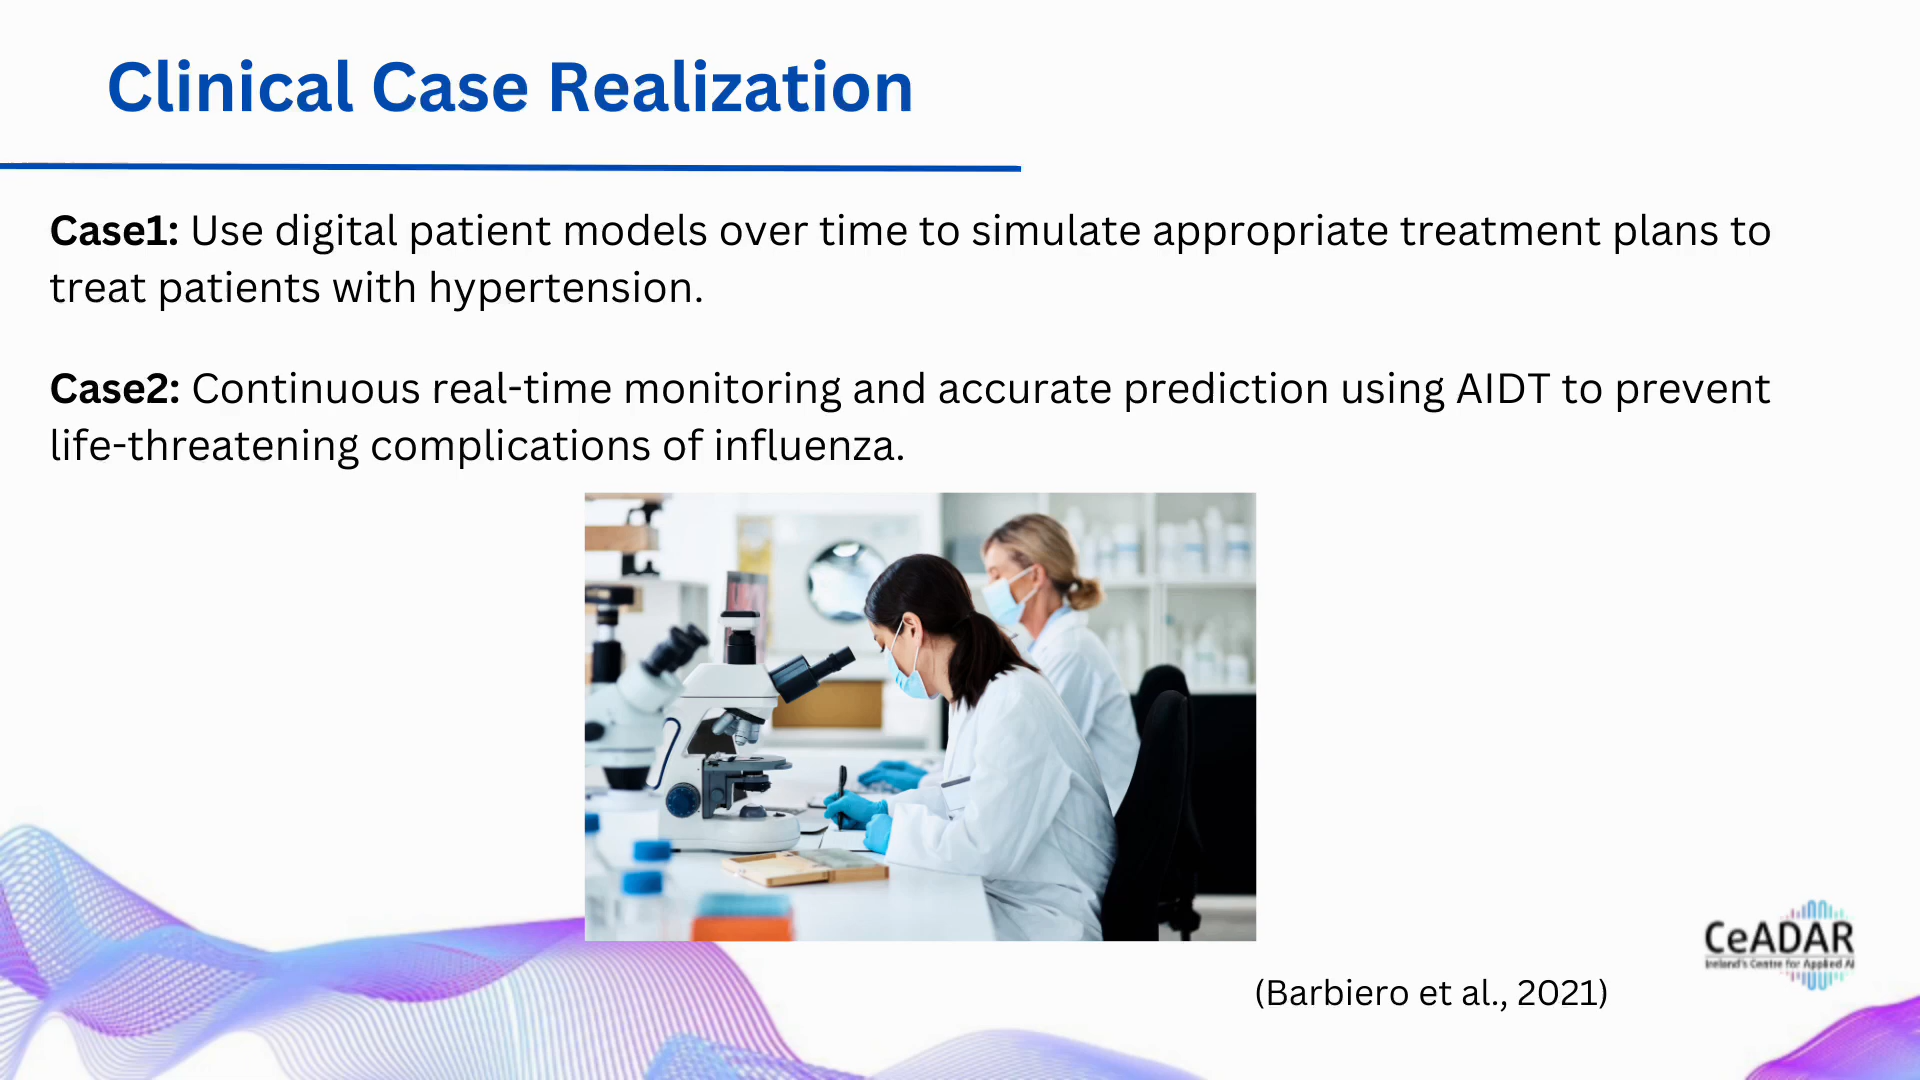 Clinical Case Realization
Case1: Use digital patient models over time to simulate appropriate treatment plans to
treat patients with hypertension.
Case2: Continuous real-time monitoring and accurate prediction using AIDT to prevent
life-threatening complications of influenza.
CeADAR
Ireland's Centre for Applied AI
(Barbiero et al., 2021)